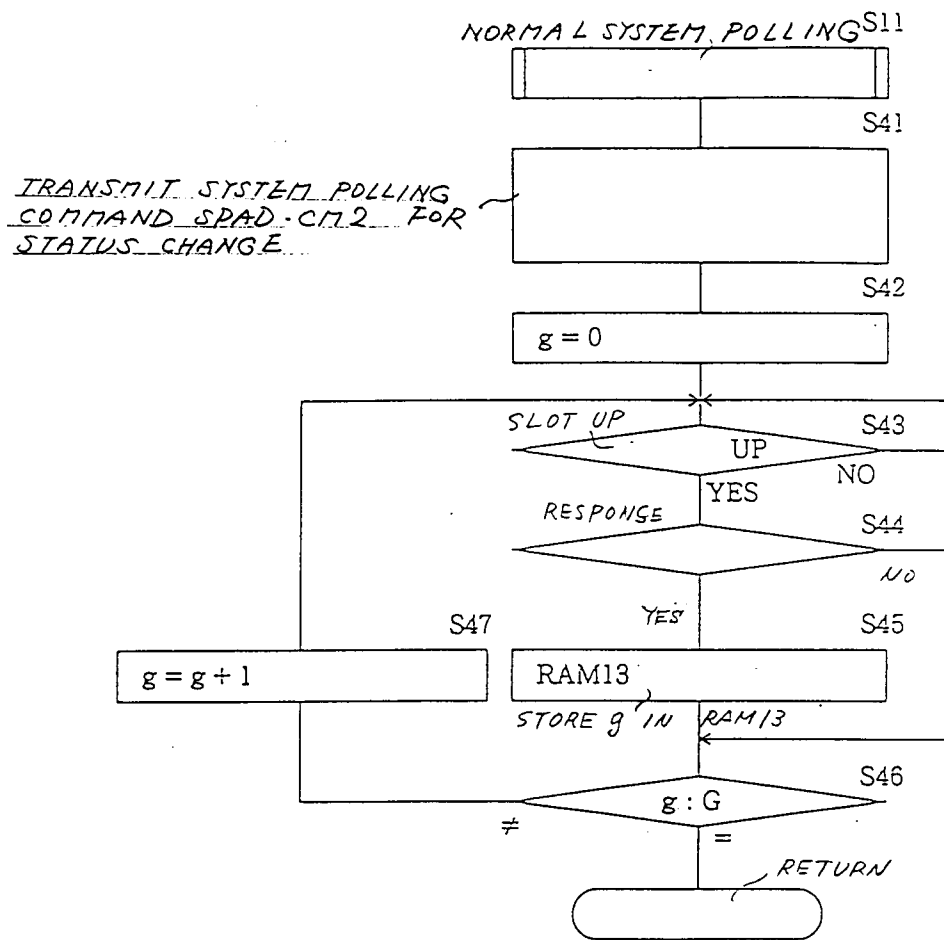 NORMAL SYSTEM POLLING
S11
S41
TRANSMIT SYSTEM POLLING
COMMAND SPAD·CM2 FOR
STATUS CHANGE
S42
g = 0
SLOT UP
S43
UP
NO
YES
RESPONGE
S44
NO
YES
S47
S45
g = g + 1
RAM13
STORE g IN RAM13
S46
g : G
≠
=
RETURN